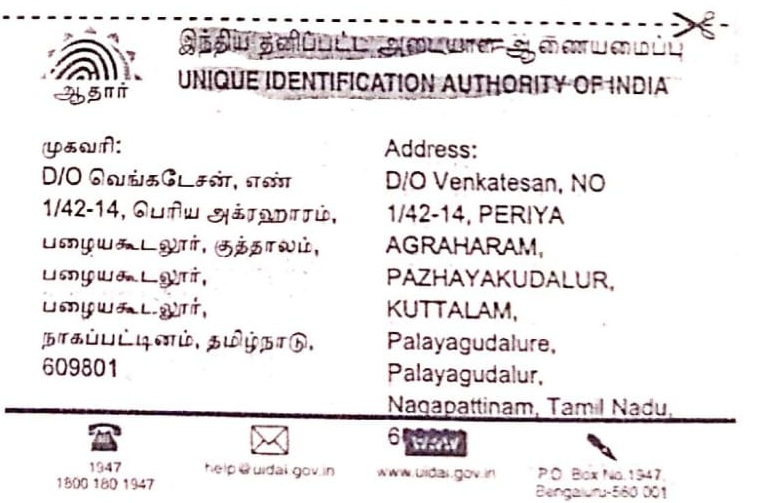 இந்திய தனிப்பட்ட அடையாள ஆணையமைப்பு
UNIQUE IDENTIFICATION AUTHORITY OF INDIA
ஆதார்
முகவரி:
D/O வெங்கடேசன், எண்
1/42-14, பெரிய அக்ரஹாரம்,
பழையகூடலூர், குத்தாலம்,
பழையகூடலூர்,
பழையகூடலூர்,
நாகப்பட்டினம், தமிழ்நாடு,
609801
Address:
D/O Venkatesan, NO
1/42-14, PERIYA
AGRAHARAM,
PAZHAYAKUDALUR,
KUTTALAM,
Palayagudalure,
Palayagudalur,
Nagapattinam, Tamil Nadu,
1947
1800 180 1947
help@uidai.gov.in
www.uidai.gov.in
P.O. Box No.1947,
Bengaluru-560 001